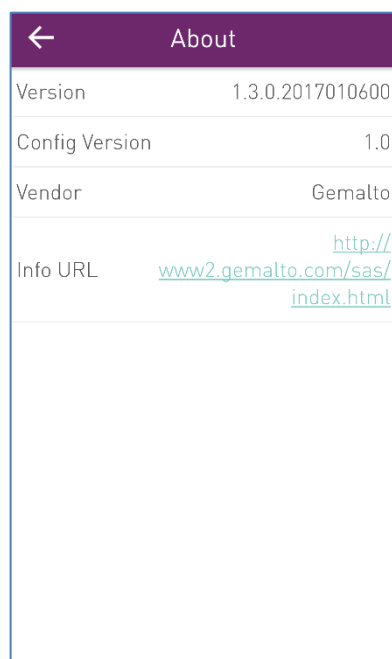 About
Version 1.3.0.2017010600
Config Version 1.0
Vendor Gemalto
http://
Info URL www2.gemalto.com/sas/
index.html